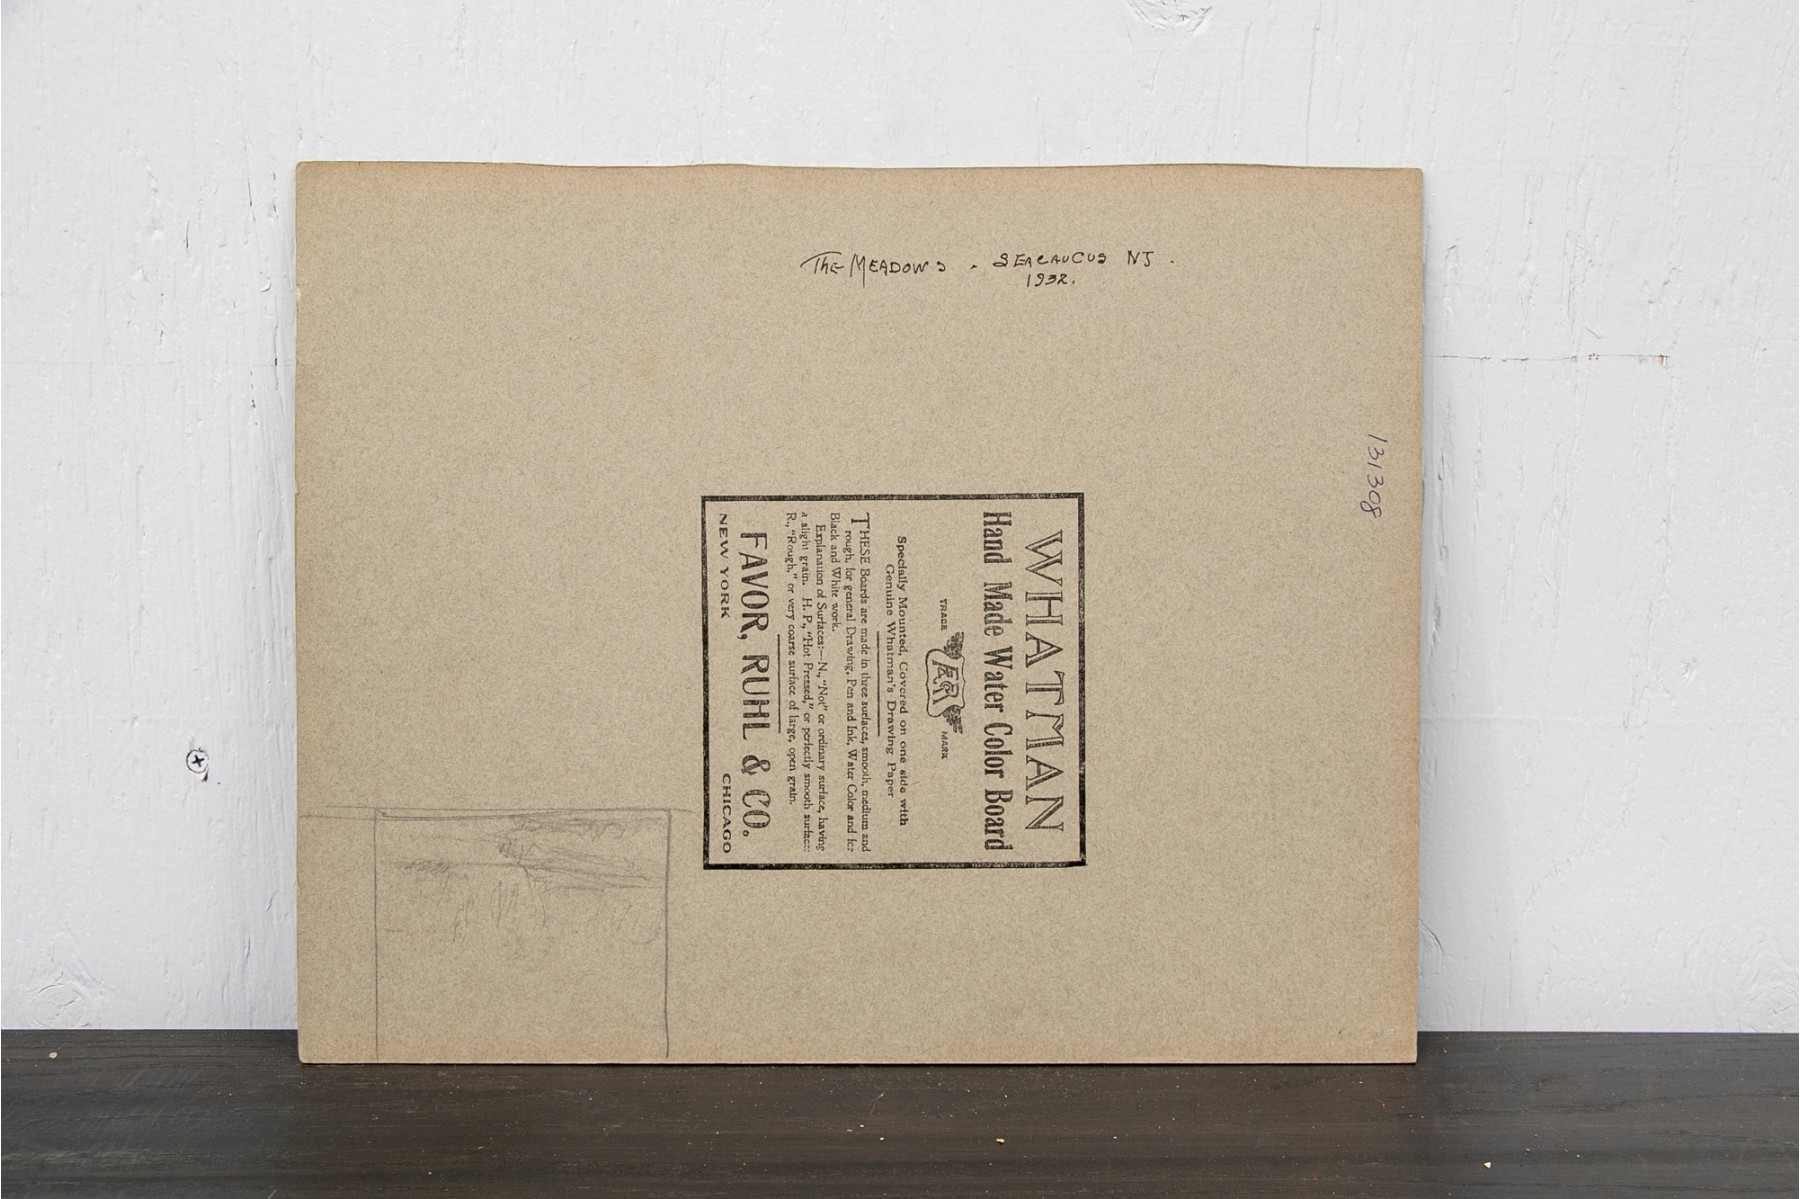 The MEADOWS . SEACAUCUS NJ .
1932.
131308
WHATMAN
Hand Made Water Color Board
TRADE MARK
Specially Mounted, Covered on one side with
Genuine Whatman's Drawing Paper
THESE Boards are made in three surfaces, smooth, medium and
rough, for general Drawing, Pen and Ink, Water Color and for
Black and White work.
Explanation of Surfaces:—N., "Not" or ordinary surface, having
a slight grain. H. P., "Hot Pressed," or perfectly smooth surface:
R., "Rough," or very coarse surface of large, open grain.
FAVOR, RUHL & CO.
NEW YORK CHICAGO